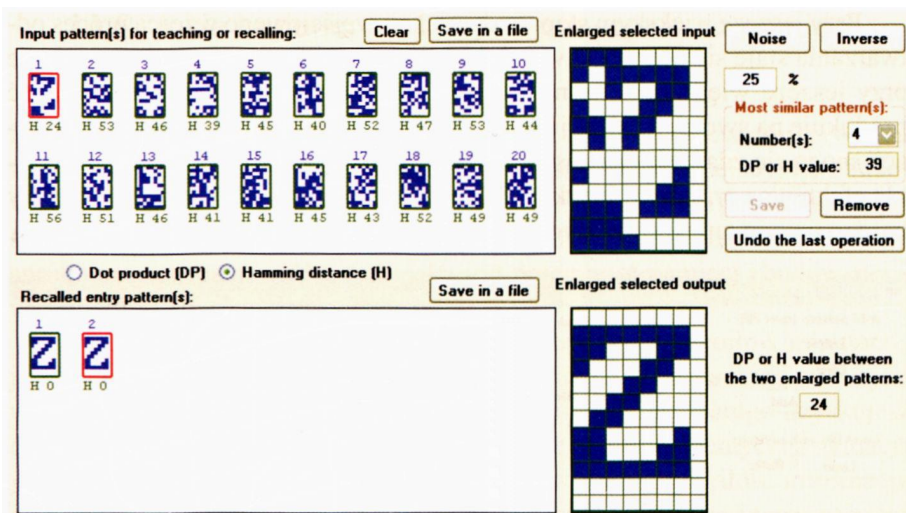 Input pattern(s) for teaching or recalling:
Clear
Save in a file
Enlarged selected input
Noise
Inverse
1 2 3 4 5 6 7 8 9 10
H 24 H 53 H 46 H 39 H 45 H 40 H 52 H 47 H 53 H 44
11 12 13 14 15 16 17 18 19 20
H 56 H 51 H 46 H 41 H 41 H 45 H 43 H 52 H 49 H 49
25 %
Most similar pattern(s):
Number(s): 4
DP or H value: 39
Save
Remove
Undo the last operation
Dot product (DP)
Hamming distance (H)
Recalled entry pattern(s):
Save in a file
Enlarged selected output
1 2
H 0 H 0
DP or H value between
the two enlarged patterns:
24